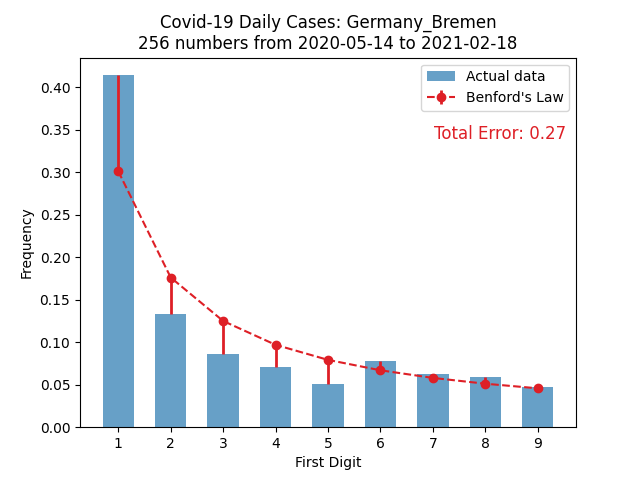 Covid-19 Daily Cases: Germany_Bremen
256 numbers from 2020-05-14 to 2021-02-18
Actual data
Benford's Law
Total Error: 0.27
Frequency
0.40
0.35
0.30
0.25
0.20
0.15
0.10
0.05
0.00
1 2 3 4 5 6 7 8 9
First Digit